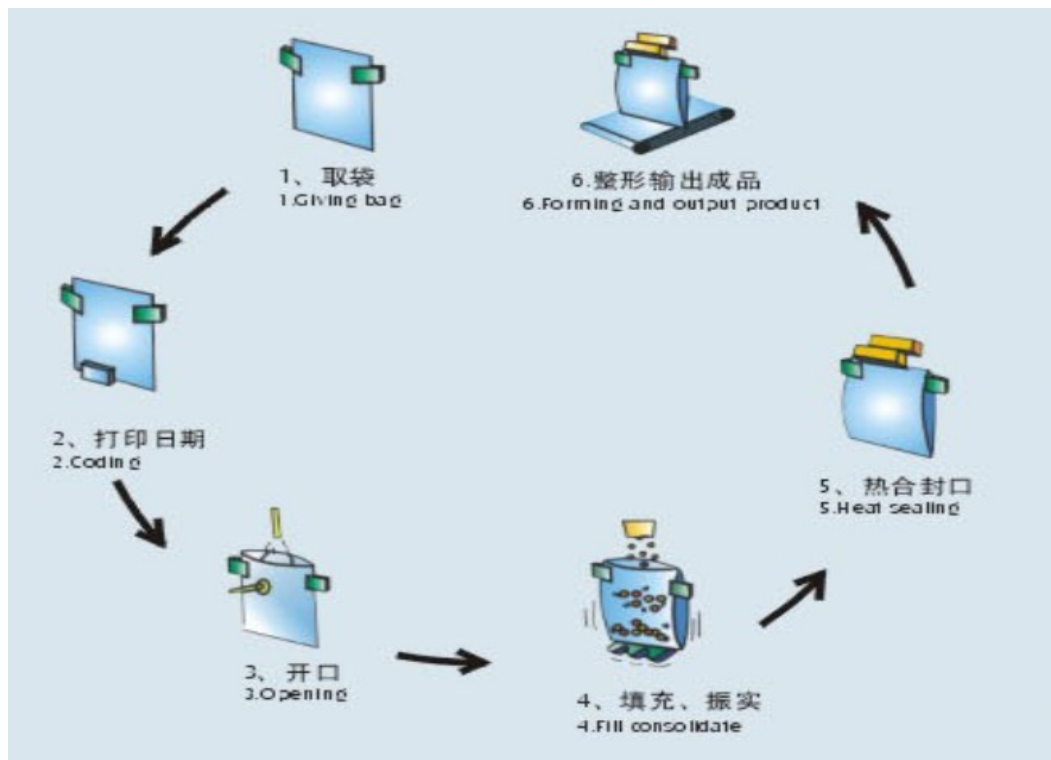 1、取袋
1.Giving bag
2、打印日期
2.Coding
3、开口
3.Opening
4、填充、振实
4.Fill consolidate
5、热合封口
5.Heat sealing
6.整形输出成品
6.Forming and output product